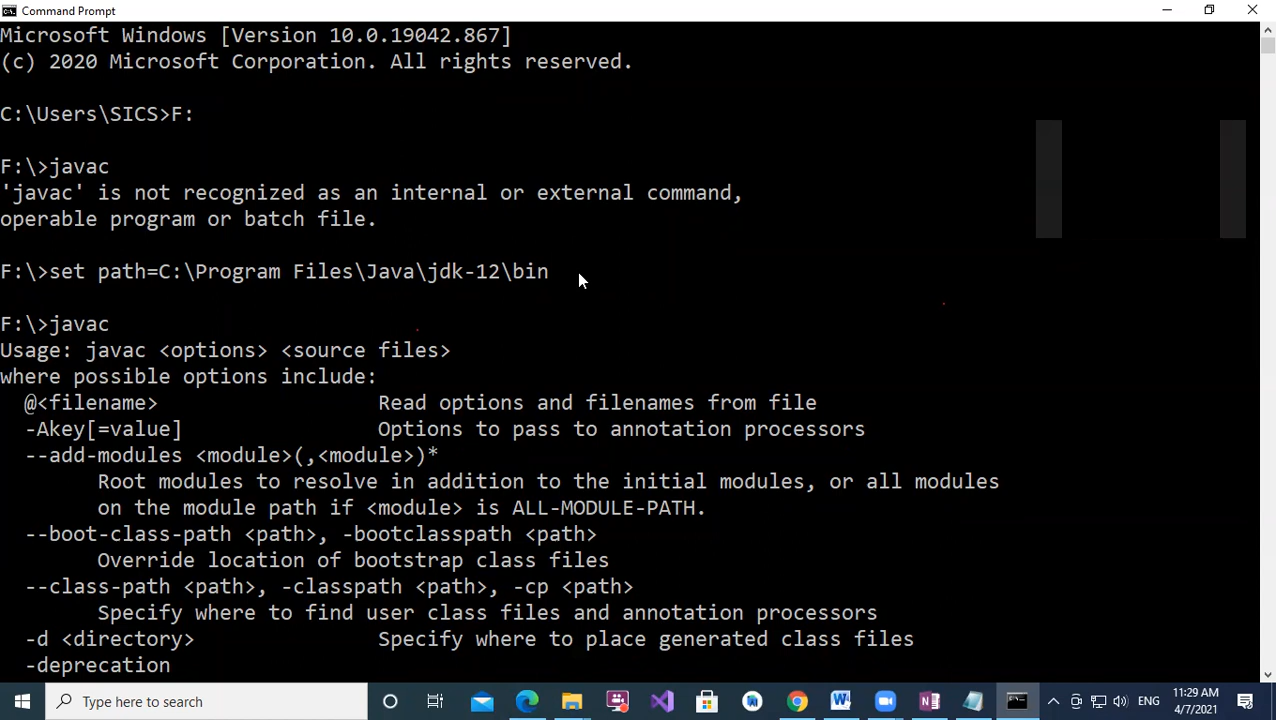 Command Prompt
Microsoft Windows [Version 10.0.19042.867]
(c) 2020 Microsoft Corporation. All rights reserved.
C:\Users\SICS>F:
F:\>javac
'javac' is not recognized as an internal or external command,
operable program or batch file.
F:\>set path=C:\Program Files\Java\jdk-12\bin
F:\>javac
Usage: javac <options> <source files>
where possible options include:
@<filename>                  Read options and filenames from file
-Akey[=value]                Options to pass to annotation processors
--add-modules <module>(,<module>)*
Root modules to resolve in addition to the initial modules, or all modules
on the module path if <module> is ALL-MODULE-PATH.
--boot-class-path <path>, -bootclasspath <path>
Override location of bootstrap class files
--class-path <path>, -classpath <path>, -cp <path>
Specify where to find user class files and annotation processors
-d <directory>               Specify where to place generated class files
-deprecation
Type here to search
ENG
11:29 AM
4/7/2021